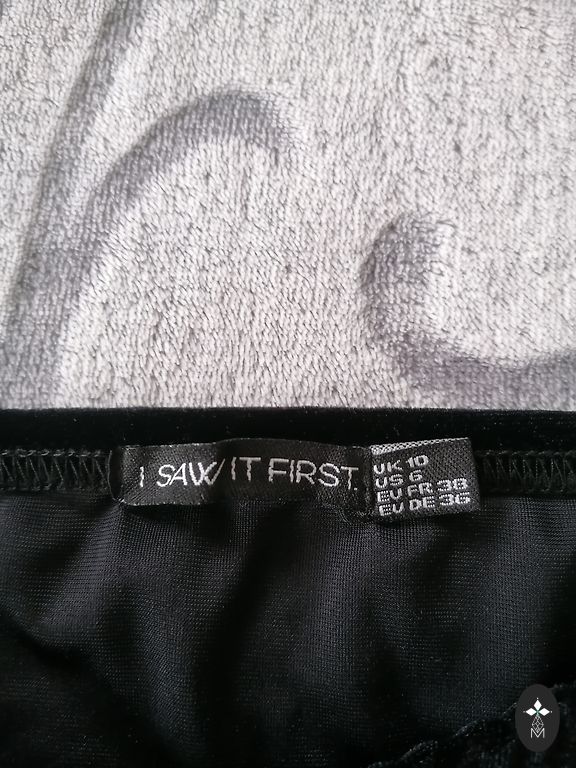 I SAW IT FIRST.
UK 10
US 6
EU FR 38
EU DE 36
M